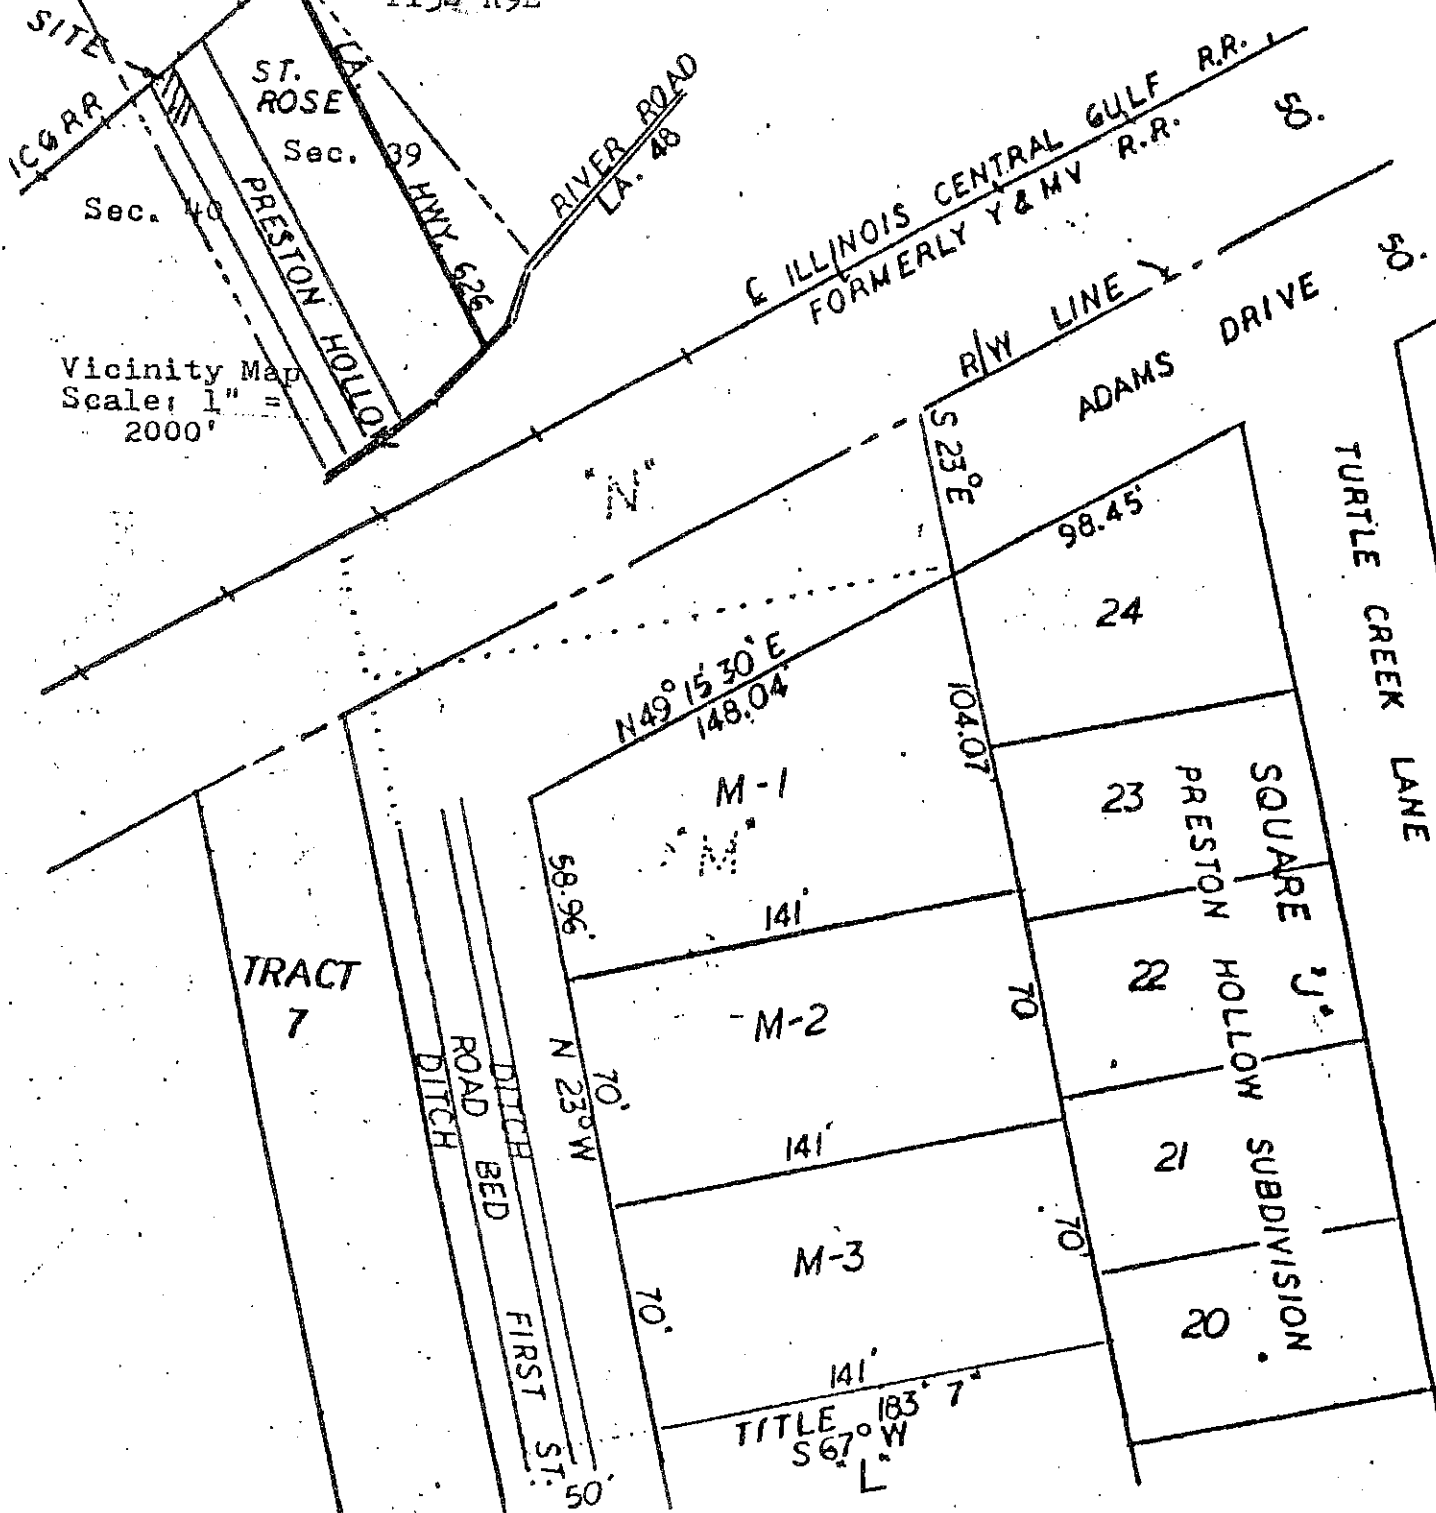 T13S R9E
SITE
ICGRR
ST.
ROSE
Sec. 39
Sec. 40
PRESTON HOLLOW
LA. HWY. 626
RIVER ROAD
LA. 48
Vicinity Map
Scale: 1" =
2000'
℄ ILLINOIS CENTRAL GULF R.R.
FORMERLY Y & MV R.R.
50.
R/W LINE
ADAMS DRIVE
50.
"N"
S 23° E
98.45'
TURTLE CREEK LANE
24
N 49° 15' 30" E
148.04'
104.07'
M-1
"M"
58.96'
141'
23
22
21
20
SQUARE "J"
PRESTON HOLLOW SUBDIVISION
TRACT
7
M-2
70
70'
N 23° W
141'
M-3
70'
70'
DITCH
ROAD BED FIRST ST.
DITCH
50'
141'
TITLE 183' 7"
S 67° W
"L"